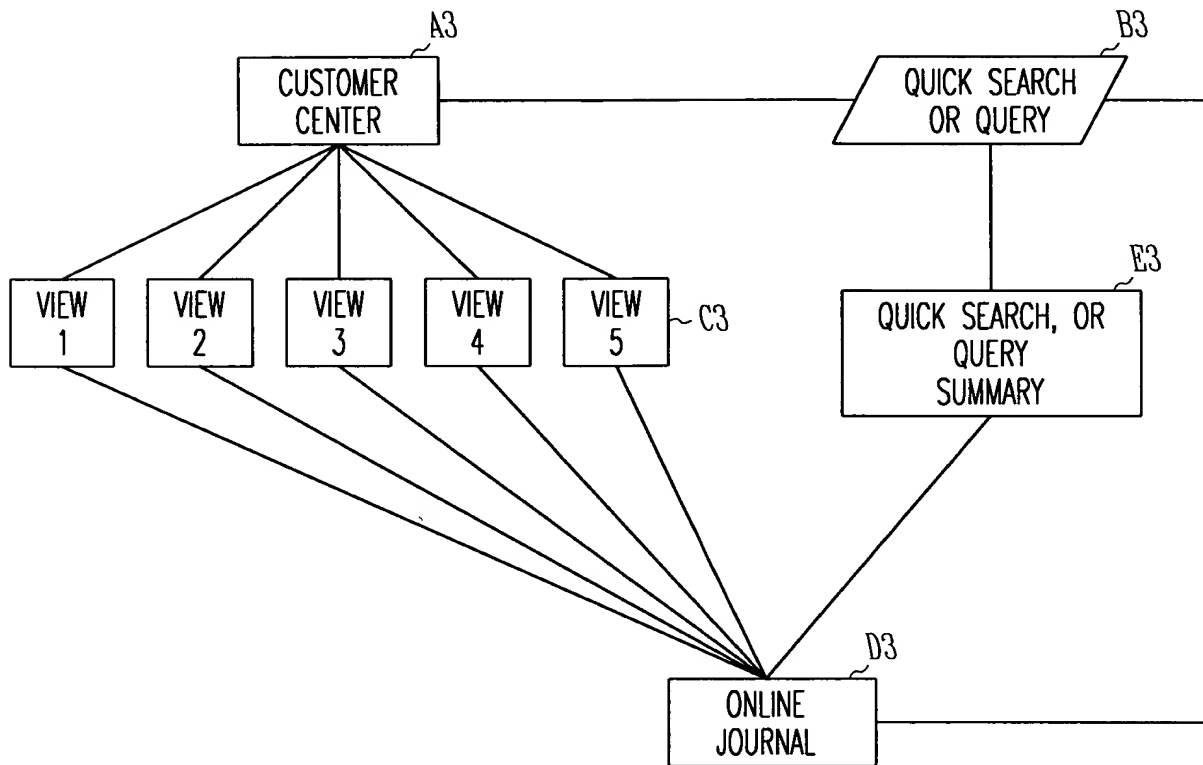 A3
B3
CUSTOMER
CENTER
QUICK SEARCH
OR QUERY
VIEW
1
VIEW
2
VIEW
3
VIEW
4
VIEW
5
C3
E3
QUICK SEARCH, OR
QUERY
SUMMARY
D3
ONLINE
JOURNAL